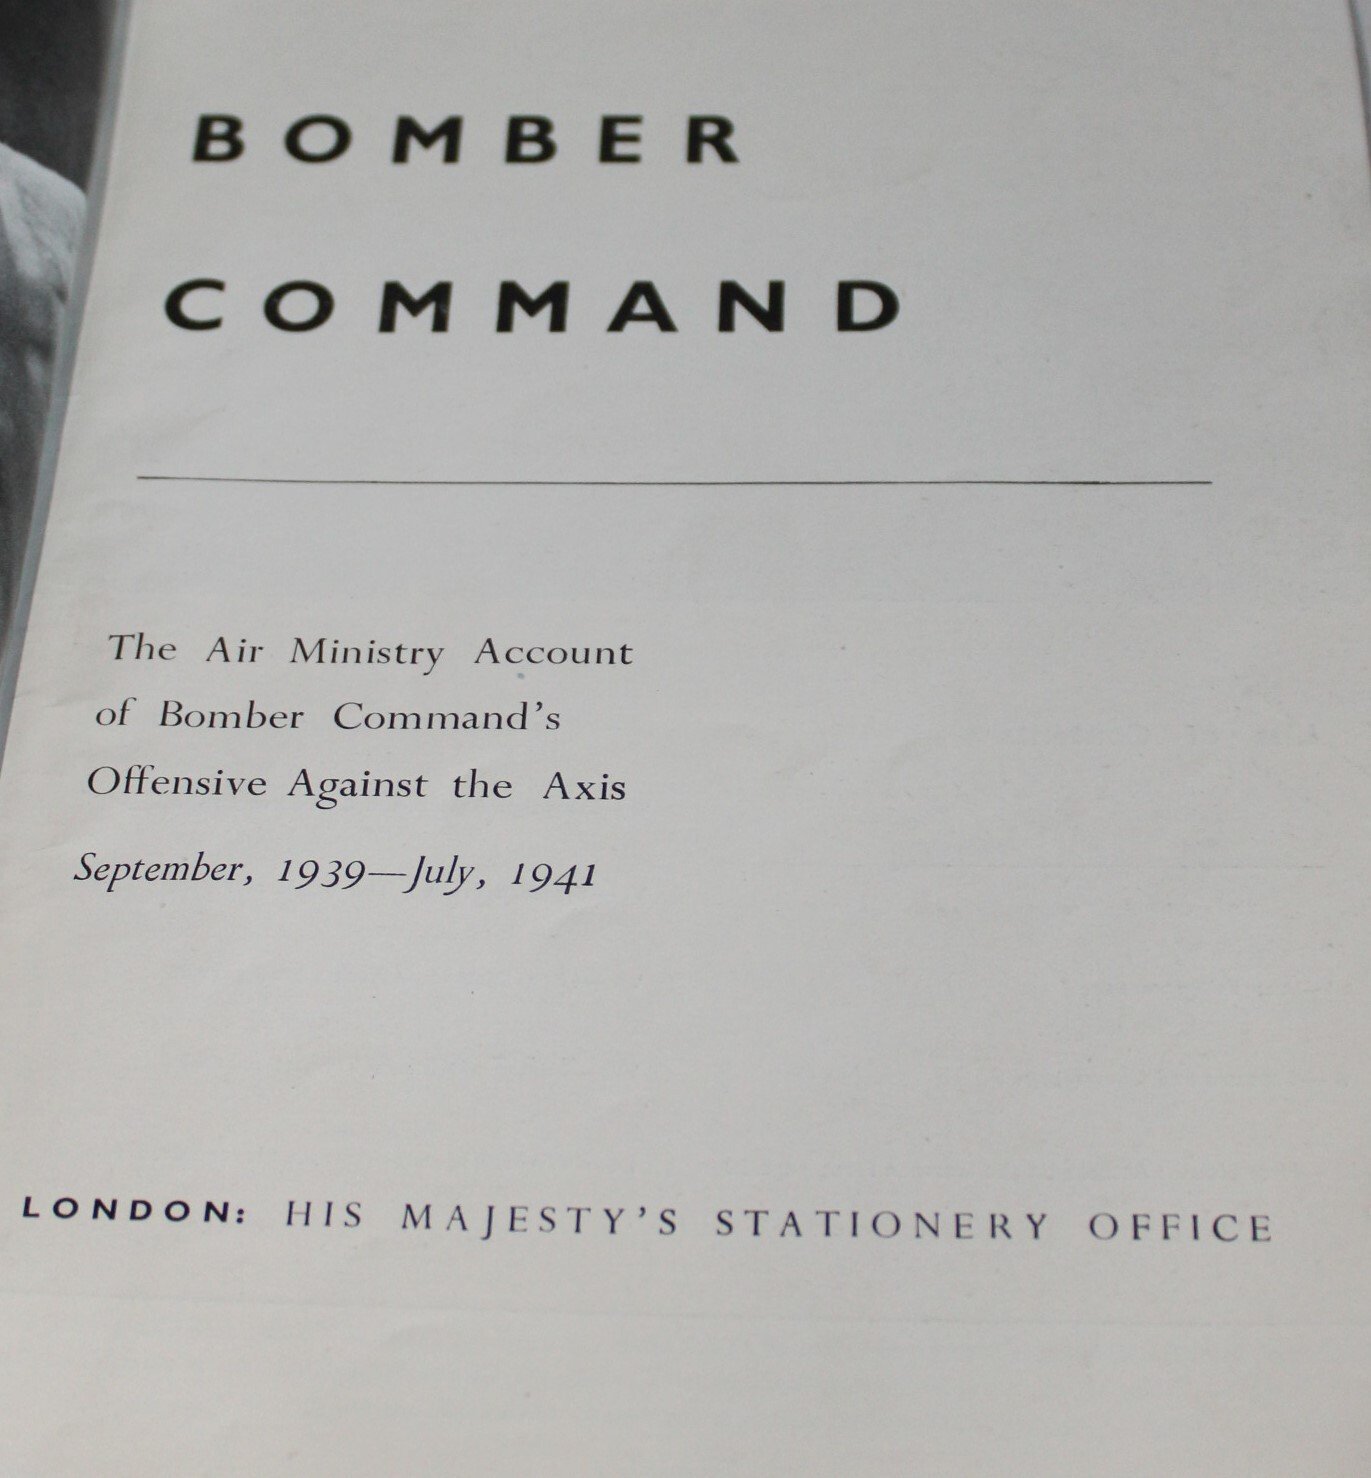 BOMBER
COMMAND
The Air Ministry Account
of Bomber Command's
Offensive Against the Axis
September, 1939—July, 1941
LONDON: HIS MAJESTY'S STATIONERY OFFICE